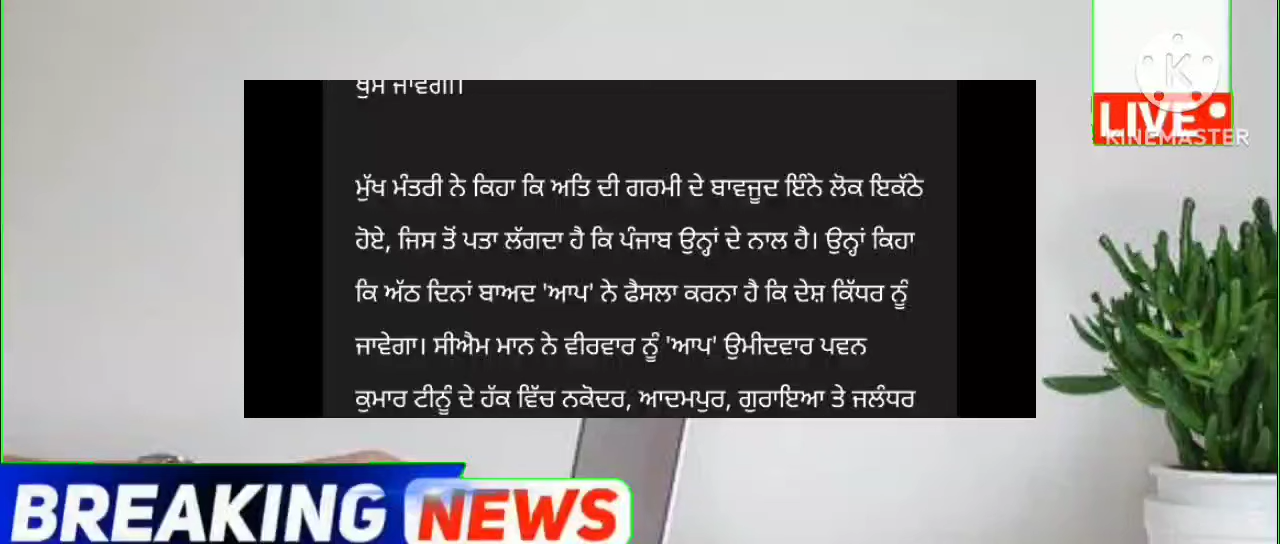 ਮੁੱਖ ਮੰਤਰੀ ਨੇ ਕਿਹਾ ਕਿ ਅਤਿ ਦੀ ਗਰਮੀ ਦੇ ਬਾਵਜੂਦ ਇੰਨੇ ਲੋਕ ਇਕੱਠੇ
ਹੋਏ, ਜਿਸ ਤੋਂ ਪਤਾ ਲੱਗਦਾ ਹੈ ਕਿ ਪੰਜਾਬ ਉਨ੍ਹਾਂ ਦੇ ਨਾਲ ਹੈ। ਉਨ੍ਹਾਂ ਕਿਹਾ
ਕਿ ਅੱਠ ਦਿਨਾਂ ਬਾਅਦ 'ਆਪ' ਨੇ ਫੈਸਲਾ ਕਰਨਾ ਹੈ ਕਿ ਦੇਸ਼ ਕਿੱਧਰ ਨੂੰ
ਜਾਵੇਗਾ। ਸੀਐਮ ਮਾਨ ਨੇ ਵੀਰਵਾਰ ਨੂੰ 'ਆਪ' ਉਮੀਦਵਾਰ ਪਵਨ
ਕੁਮਾਰ ਟੀਨੂੰ ਦੇ ਹੱਕ ਵਿੱਚ ਨਕੋਦਰ, ਆਦਮਪੁਰ, ਗੁਰਾਇਆ ਤੇ ਜਲੰਧਰ
K
LIVE
KINEMASTER
BREAKING NEWS